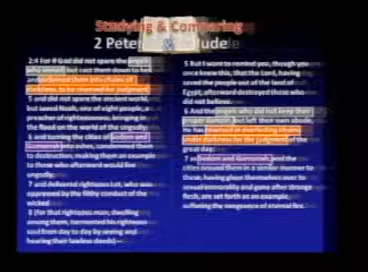 Studying & Comparing
2 Peter & Jude
2:4 For if God did not spare the angels
who sinned, but cast them down to hell
and delivered them into chains of
darkness, to be reserved for judgment;
5 and did not spare the ancient world,
but saved Noah, one of eight people, a
preacher of righteousness, bringing in
the flood on the world of the ungodly;
6 and turning the cities of Sodom and
Gomorrah into ashes, condemned them
to destruction, making them an example
to those who afterward would live
ungodly;
7 and delivered righteous Lot, who was
oppressed by the filthy conduct of the
wicked
8 (for that righteous man, dwelling
among them, tormented his righteous
soul from day to day by seeing and
hearing their lawless deeds)—
5 But I want to remind you, though you
once knew this, that the Lord, having
saved the people out of the land of
Egypt, afterward destroyed those who
did not believe.
6 And the angels who did not keep their
proper domain, but left their own abode,
He has reserved in everlasting chains
under darkness for the judgment of the
great day;
7 as Sodom and Gomorrah, and the
cities around them in a similar manner to
these, having given themselves over to
sexual immorality and gone after strange
flesh, are set forth as an example,
suffering the vengeance of eternal fire.